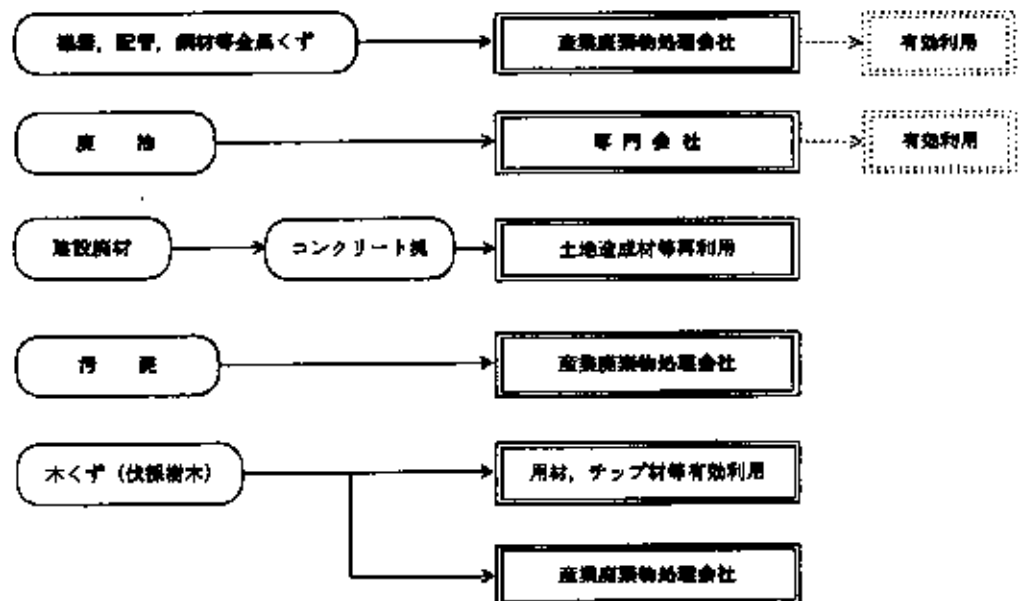 機器，配管，鋼材等金属くず
産業廃棄物処理会社
有効利用
廃　油
専門会社
有効利用
建設廃材
コンクリート塊
土地造成材等再利用
汚　泥
産業廃棄物処理会社
木くず（伐採樹木）
用材，チップ材等有効利用
産業廃棄物処理会社